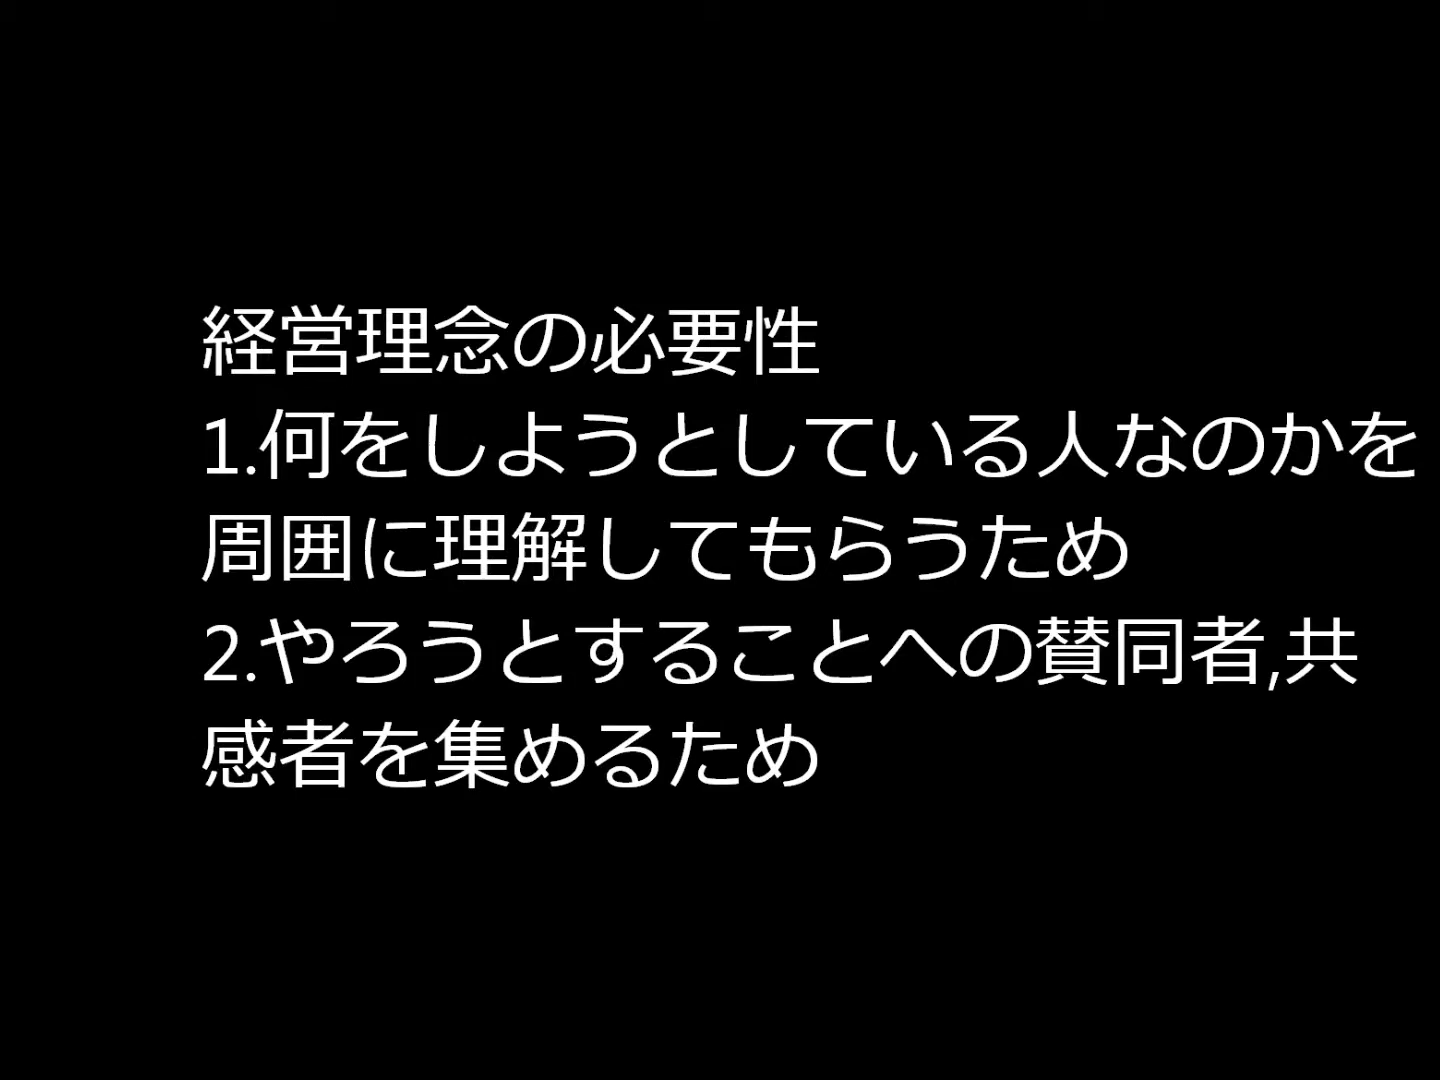 経営理念の必要性
1.何をしようとしている人なのかを
周囲に理解してもらうため
2.やろうとすることへの賛同者,共
感者を集めるため